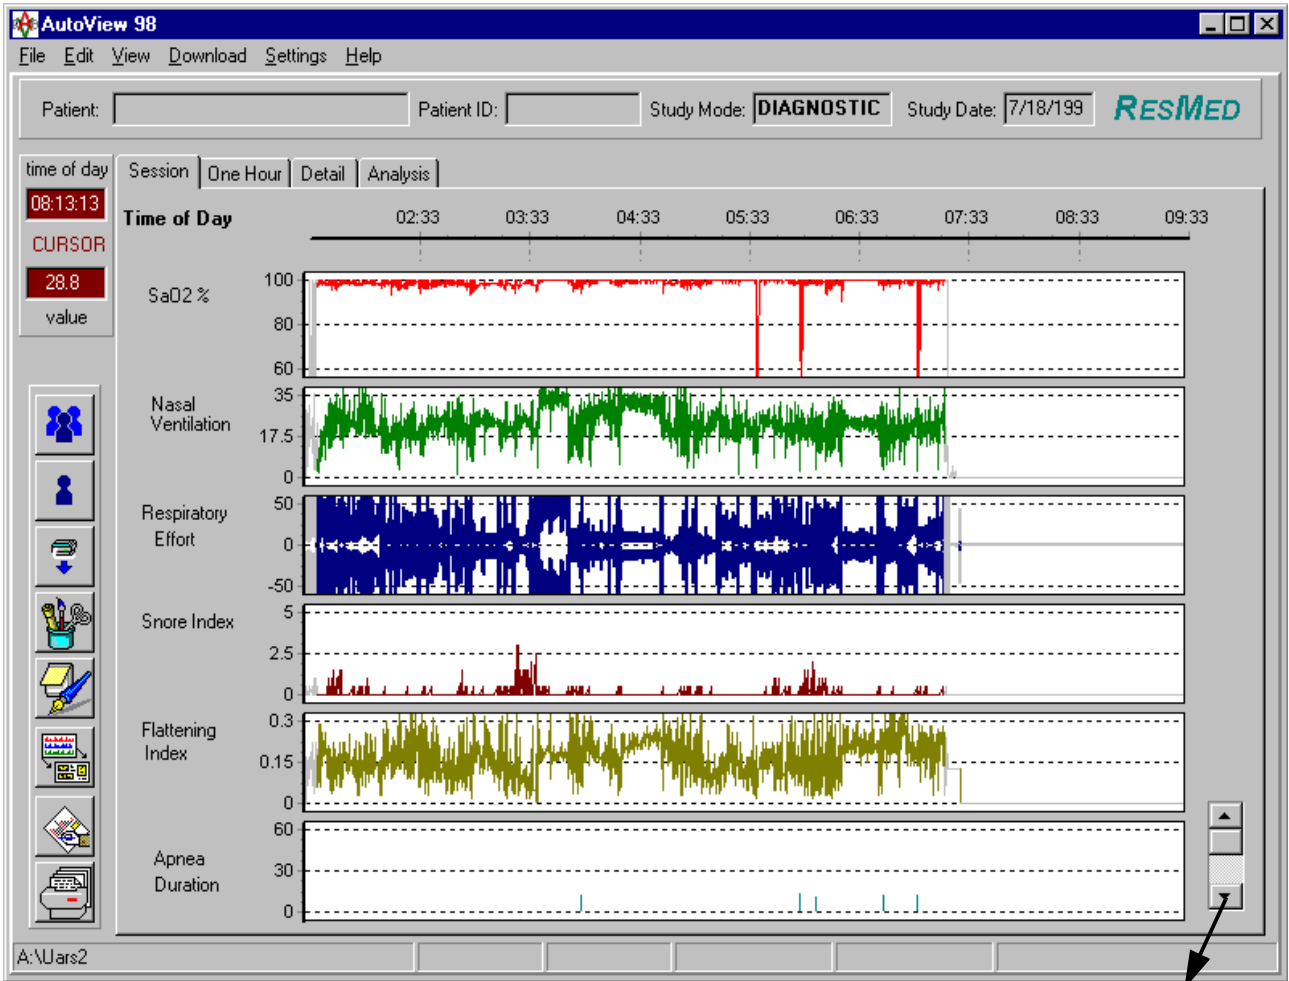 AutoView 98
File Edit View Download Settings Help
Patient: Patient ID: Study Mode: DIAGNOSTIC Study Date: 7/18/199 RESMED
time of day
08:13:13
CURSOR
28.8
value
Session One Hour Detail Analysis
Time of Day 02:33 03:33 04:33 05:33 06:33 07:33 08:33 09:33
SaO2 %
100
80
60
Nasal
Ventilation
35
17.5
0
Respiratory
Effort
50
0
-50
Snore Index
5
2.5
0
Flattening
Index
0.3
0.15
0
Apnea
Duration
60
30
0
A:\Uars2